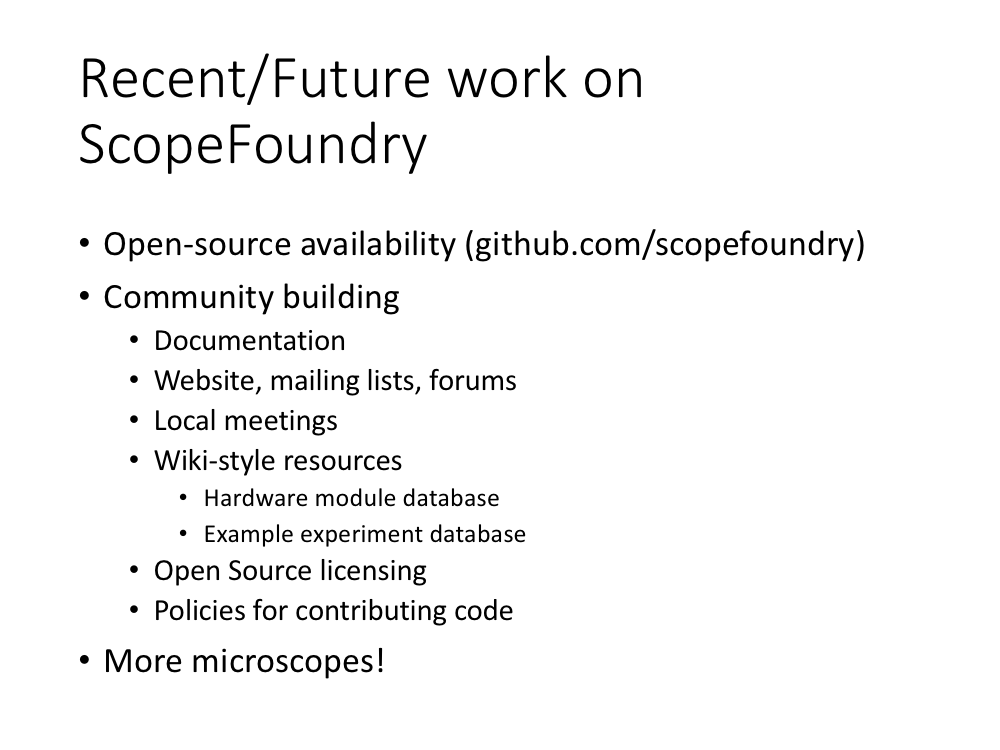 Recent/Future work on
ScopeFoundry
• Open-source availability (github.com/scopefoundry)
• Community building
• Documentation
• Website, mailing lists, forums
• Local meetings
• Wiki-style resources
• Hardware module database
• Example experiment database
• Open Source licensing
• Policies for contributing code
• More microscopes!